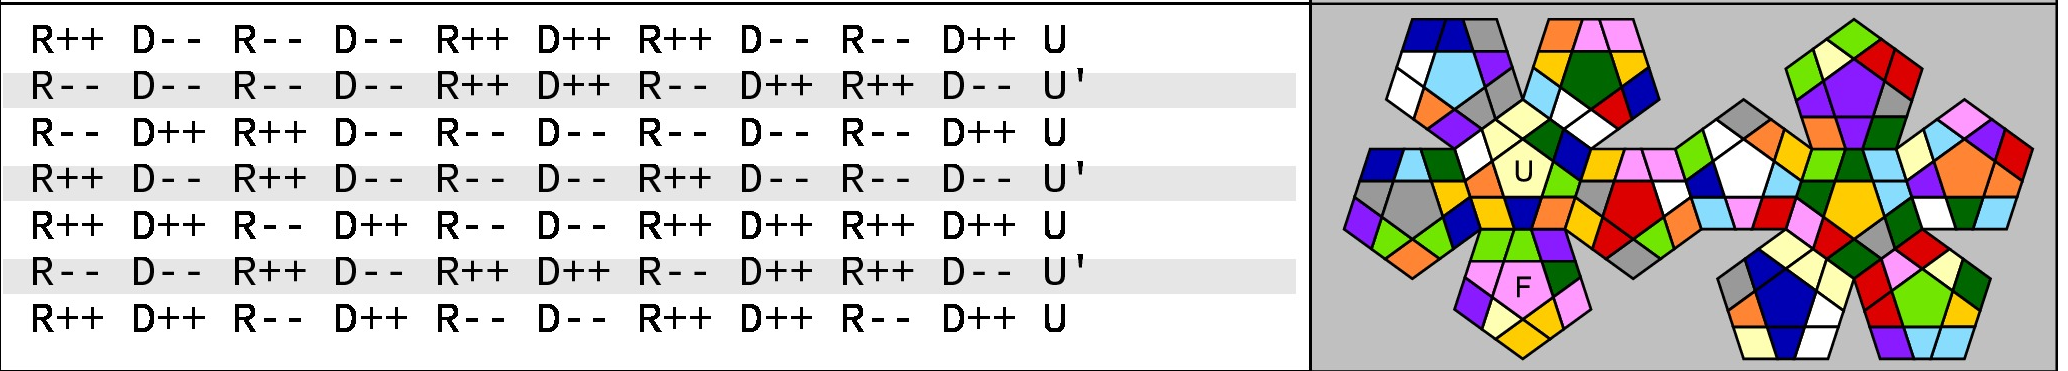 R++ D-- R-- D-- R++ D++ R++ D-- R-- D++ U
R-- D-- R-- D-- R++ D++ R-- D++ R++ D-- U'
R-- D++ R++ D-- R-- D-- R-- D-- R-- D++ U
R++ D-- R++ D-- R-- D-- R++ D-- R-- D-- U'
R++ D++ R-- D++ R-- D-- R++ D++ R++ D++ U
R-- D-- R++ D-- R++ D++ R-- D++ R++ D-- U'
R++ D++ R-- D++ R-- D-- R++ D++ R-- D++ U
U
F